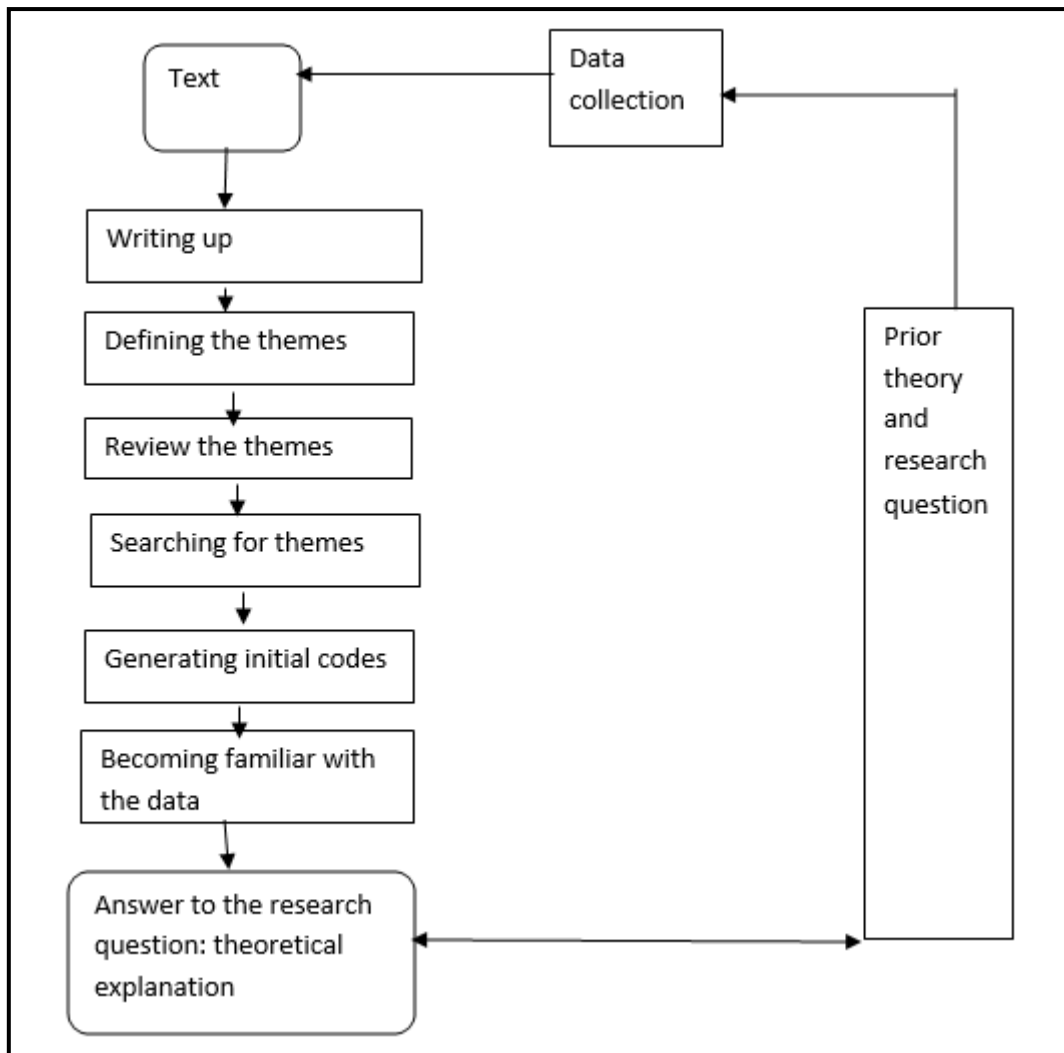 Text
Data
collection
Writing up
Defining the themes
Review the themes
Searching for themes
Generating initial codes
Becoming familiar with
the data
Answer to the research
question: theoretical
explanation
Prior
theory
and
research
question